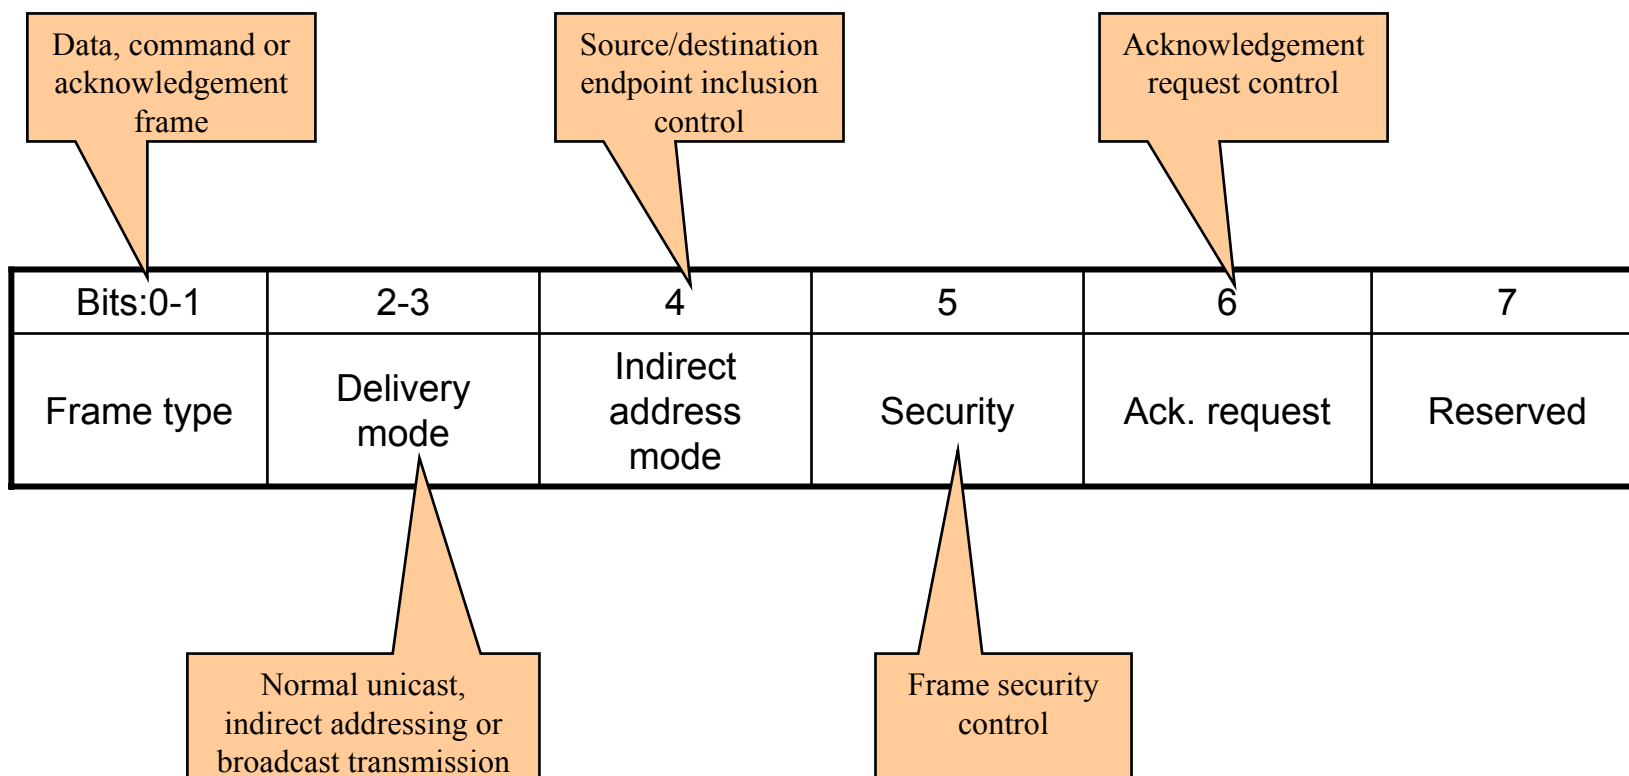 Data, command or
acknowledgement
frame
Source/destination
endpoint inclusion
control
Acknowledgement
request control
Bits:0-1
2-3
4
5
6
7
Frame type
Delivery
mode
Indirect
address
mode
Security
Ack. request
Reserved
Normal unicast,
indirect addressing or
broadcast transmission
Frame security
control